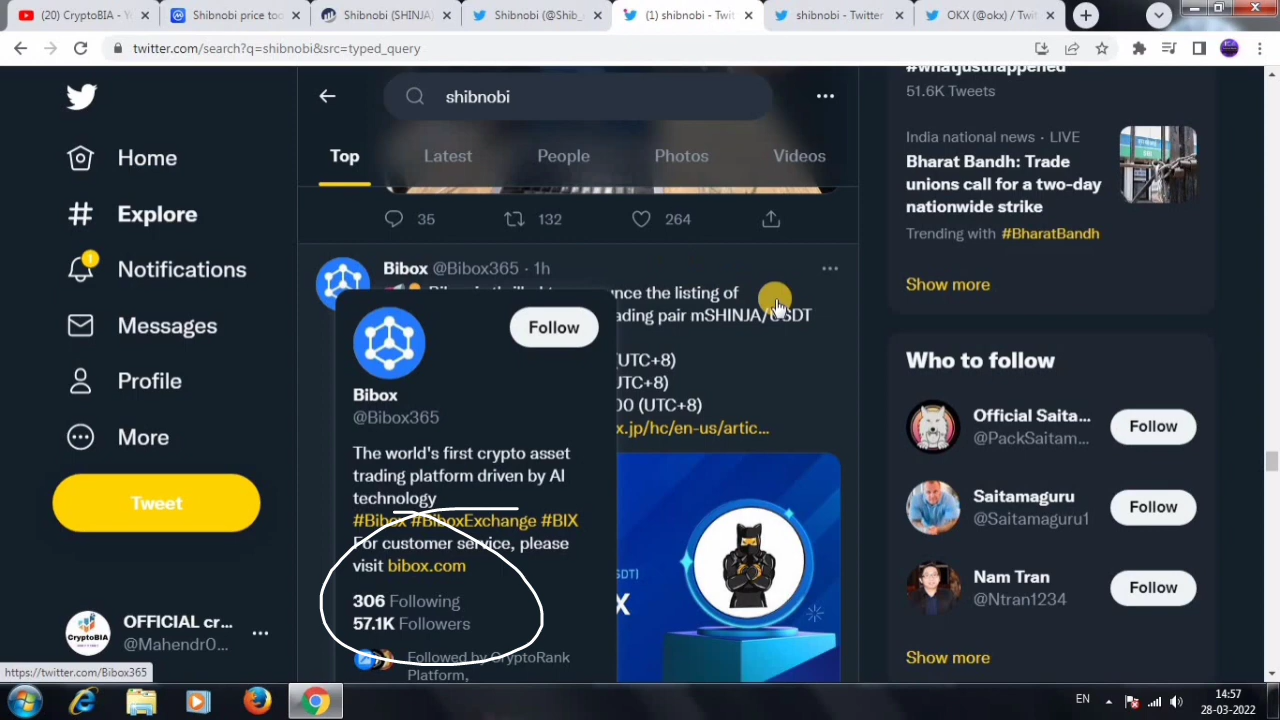 (20) CryptoBIA - Y
Shibnobi price too
Shibnobi (SHINJA)
Shibnobi (@S
(1) shibnobi - Twit
shibnobi - Twitter
OKX (@okx) / Twit
twitter.com/search?q=shibnobi&src=typed_query
shibnobi
Top
Latest
People
Photos
Videos
Home
Explore
1
Notifications
Messages
Profile
More
Tweet
OFFICIAL cr...
@Mahendr0...
CryptoBIA
https://twitter.com/Bibox365
35
132
264
Bibox @Bibox365 · 1h
nce the listing of
ading pair mSHINJA/USDT
(UTC+8)
UTC+8)
00 (UTC+8)
x.jp/hc/en-us/artic...
Follow
Bibox
@Bibox365
The world's first crypto asset
trading platform driven by AI
technology
#Bibox #BiboxExchange #BIX
For customer service, please
visit bibox.com
306 Following
57.1K Followers
Followed by CryptoRank
Platform,
SDT)
X
#whatjusthappened
51.6K Tweets
India national news · LIVE
Bharat Bandh: Trade
unions call for a two-day
nationwide strike
Trending with #BharatBandh
Show more
Who to follow
Official Saita...
@PackSaitam...
Follow
Saitamaguru
@Saitamaguru1
Follow
Nam Tran
@Ntran1234
Follow
Show more
EN
14:57
28-03-2022